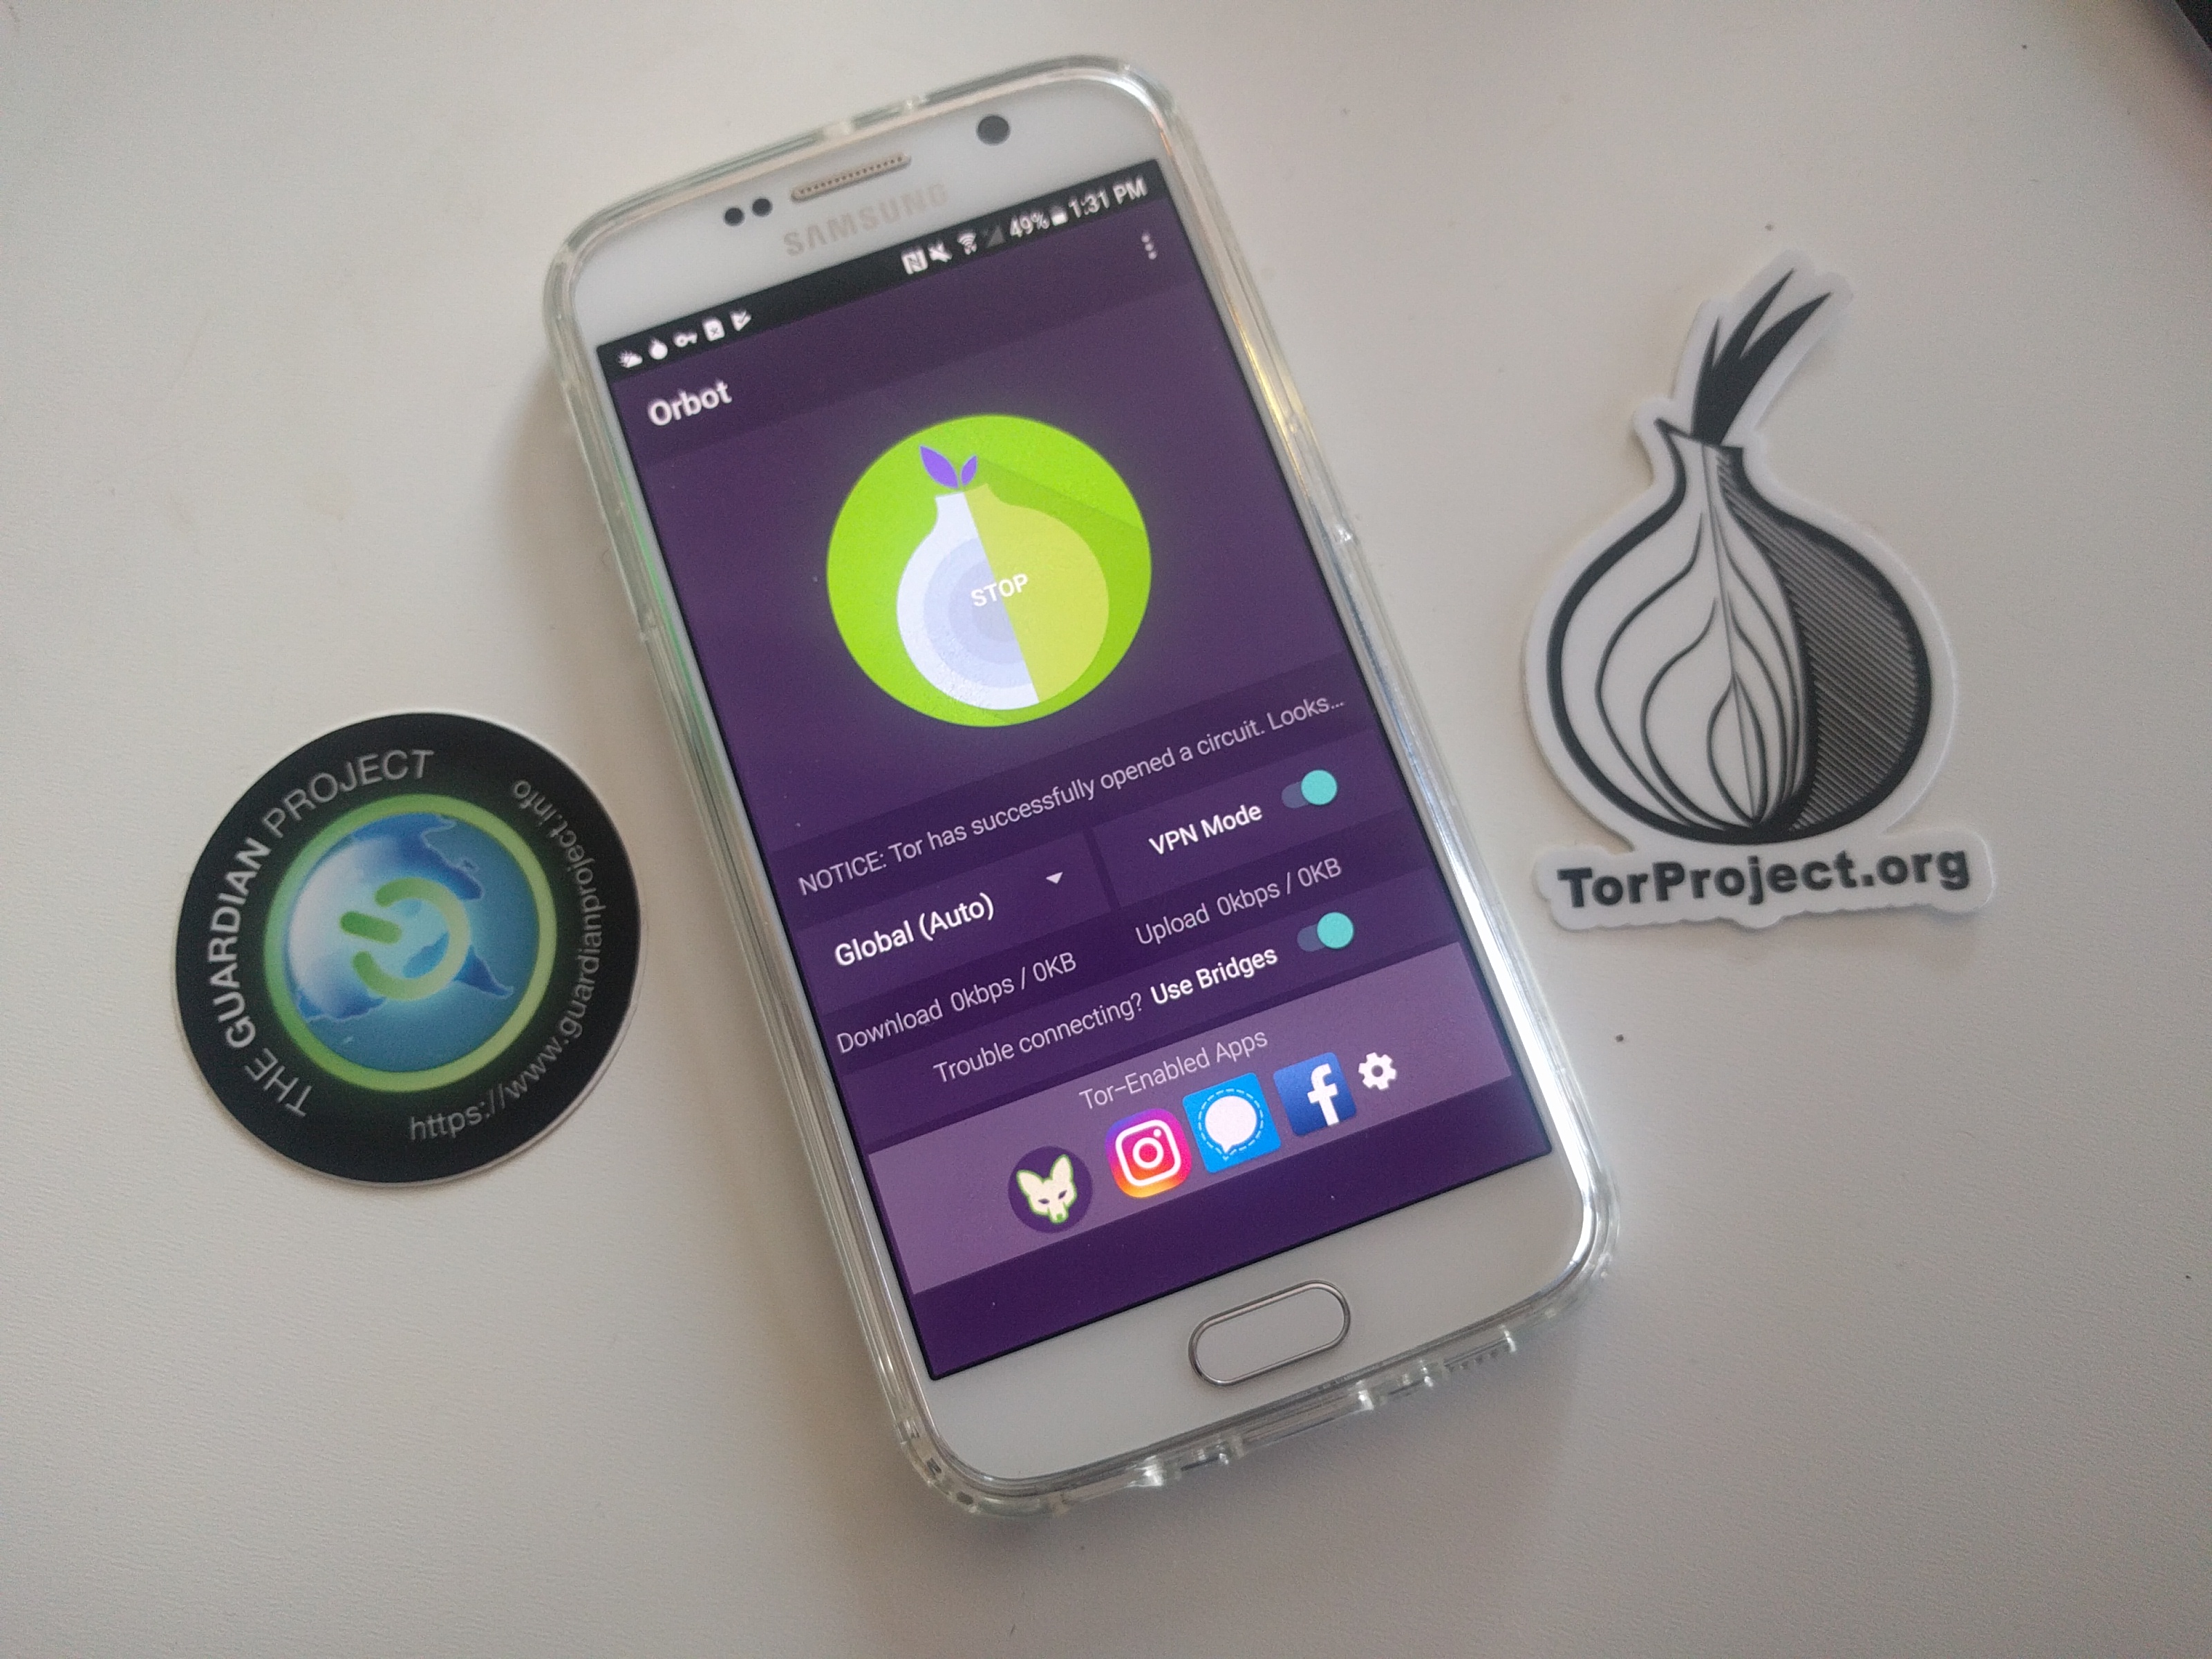 SAMSUNG
49% 1:31 PM
Orbot
STOP
NOTICE: Tor has successfully opened a circuit. Looks...
Global (Auto)
VPN Mode
Download 0kbps / 0KB
Upload 0kbps / 0KB
Trouble connecting? Use Bridges
Tor-Enabled Apps
THE GUARDIAN PROJECT
https://www.guardianproject.info
TorProject.org